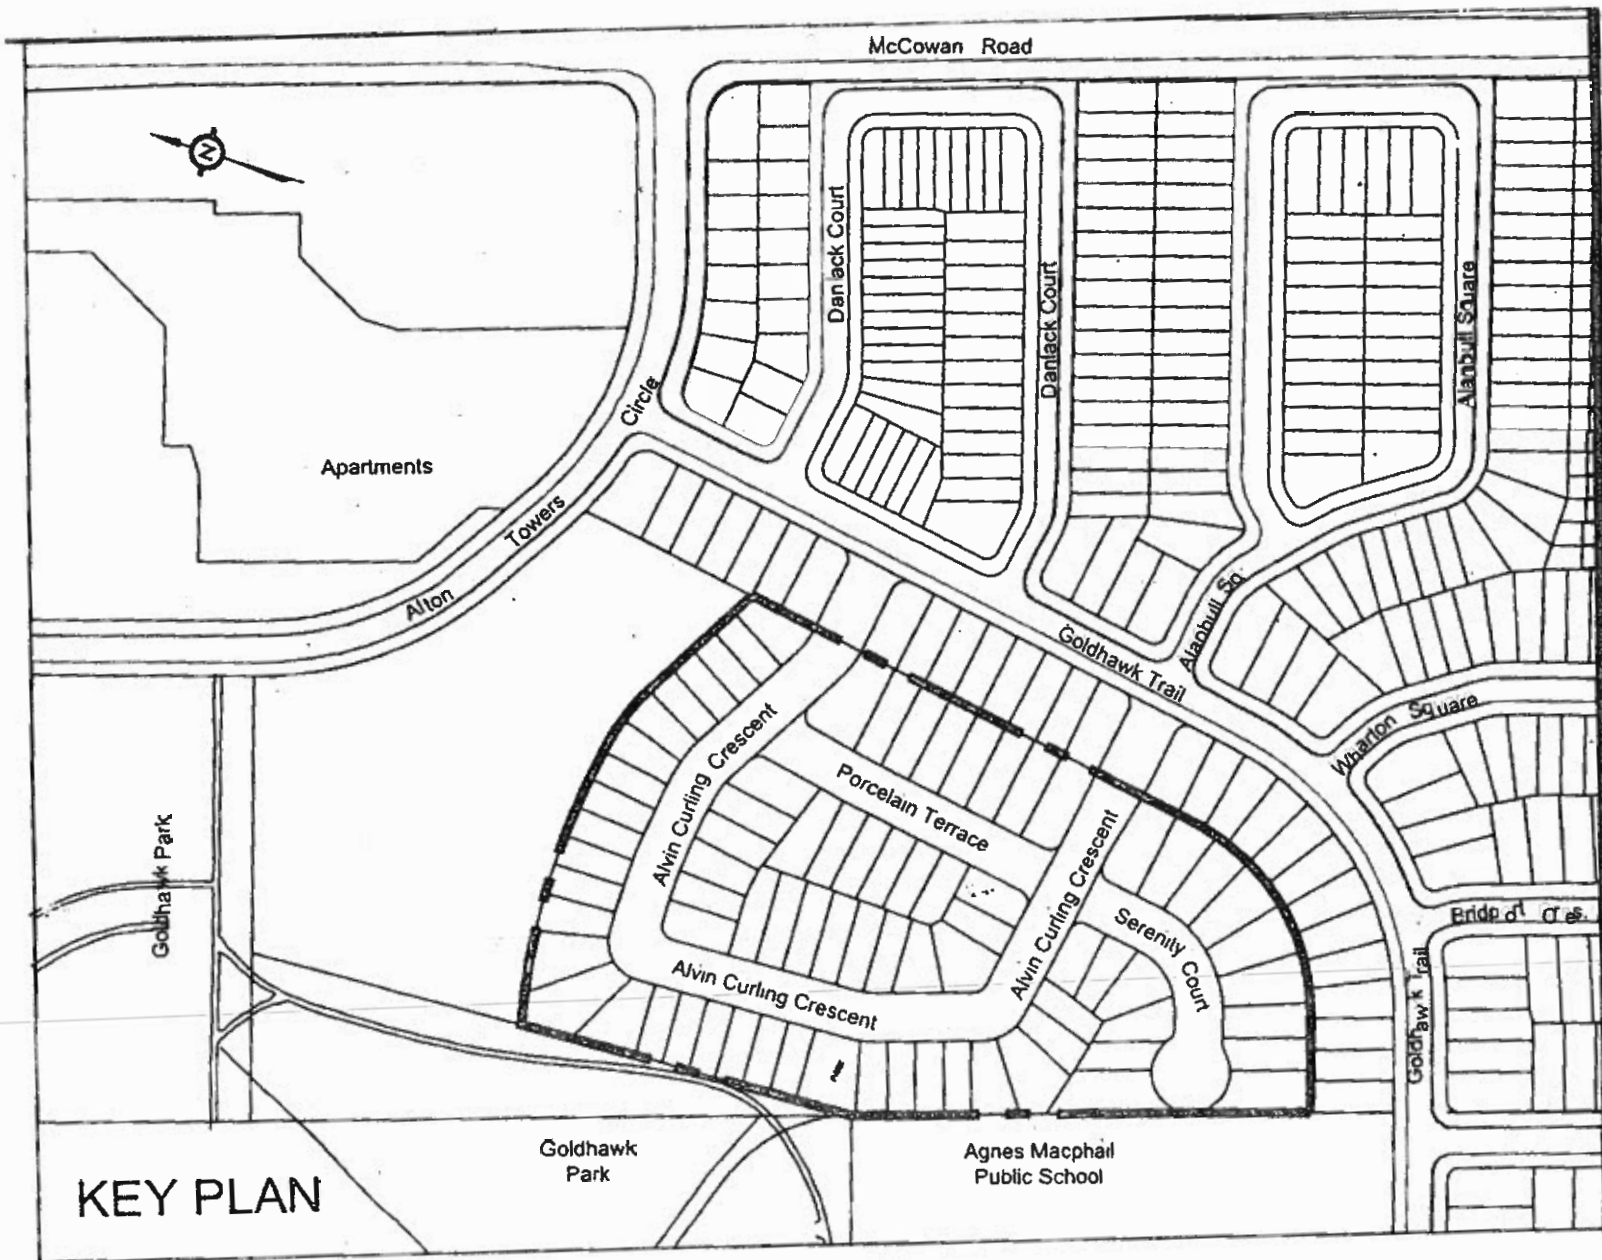 McCowan Road
N
Danlack Court
Danlack Court
Alanbull Square
Circle
Apartments
Towers
Alton
Alanbull Sq.
Goldhawk Trail
Wharton Square
Alvin Curling Crescent
Porcelain Terrace
Alvin Curling Crescent
Goldhawk Park
Serenity Court
Bridport Cres.
Alvin Curling Crescent
Goldhawk Trail
Goldhawk
Park
Agnes Macphail
Public School
KEY PLAN